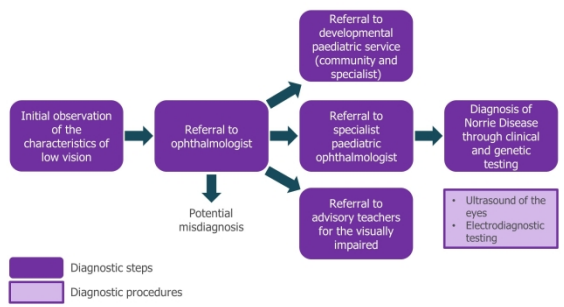 Referral to
developmental
paediatric service
(community and
specialist)
Initial observation
of the
characteristics of
low vision
Referral to
ophthalmologist
Referral to
specialist
paediatric
ophthalmologist
Diagnosis of
Norrie Disease
through clinical
and genetic
testing
Potential
misdiagnosis
Referral to
advisory teachers
for the visually
impaired
• Ultrasound of the
eyes
• Electrodiagnostic
testing
Diagnostic steps
Diagnostic procedures